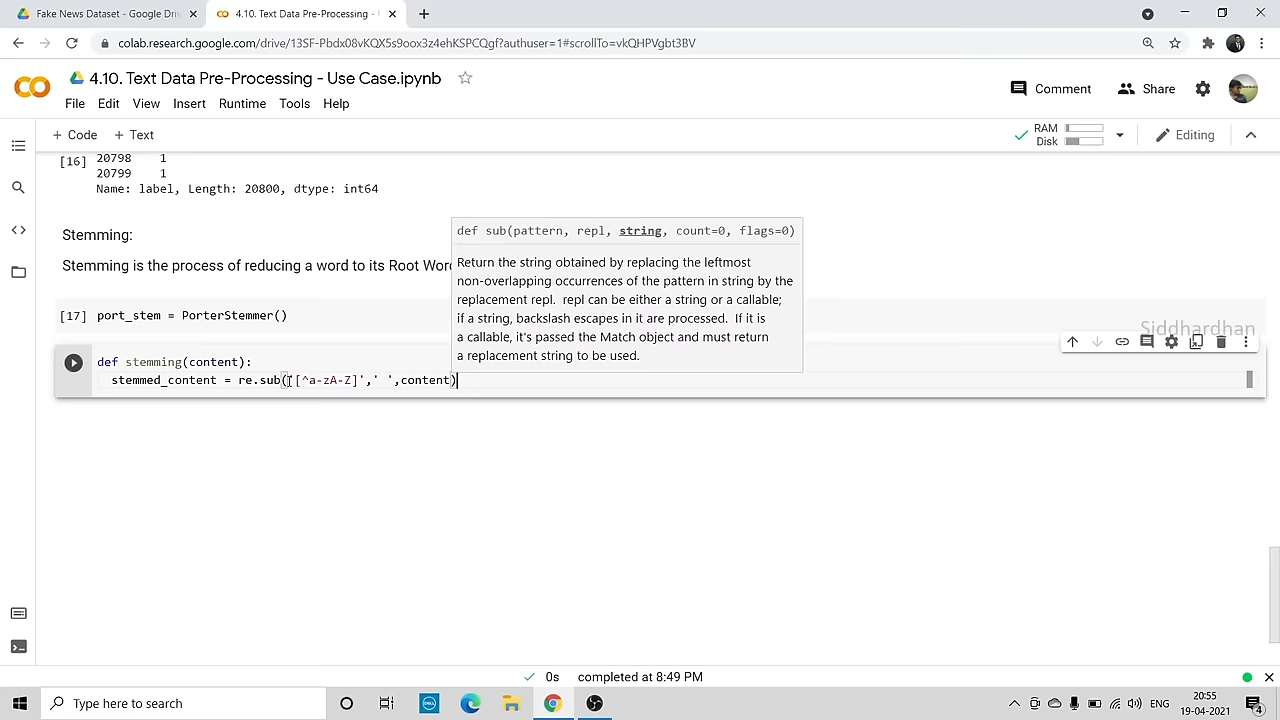 Fake News Dataset - Google Dri
4.10. Text Data Pre-Processing -
colab.research.google.com/drive/13SF-Pbdx08vKQX5s9oox3z4ehKSPCQgf?authuser=1#scrollTo=vkQHPVgbt3BV
4.10. Text Data Pre-Processing - Use Case.ipynb
Comment
Share
File Edit View Insert Runtime Tools Help
+ Code + Text
RAM
Disk
Editing
[16] 20798 1
20799 1
Name: label, Length: 20800, dtype: int64
Stemming:
Stemming is the process of reducing a word to its Root Wor
def sub(pattern, repl, string, count=0, flags=0)
Return the string obtained by replacing the leftmost
non-overlapping occurrences of the pattern in string by the
replacement repl. repl can be either a string or a callable;
if a string, backslash escapes in it are processed. If it is
a callable, it's passed the Match object and must return
a replacement string to be used.
[17] port_stem = PorterStemmer()
Siddhardhan
def stemming(content):
stemmed_content = re.sub('[^a-zA-Z]',' ',content)
0s completed at 8:49 PM
Type here to search
DELL
ENG
20:55
19-04-2021
4